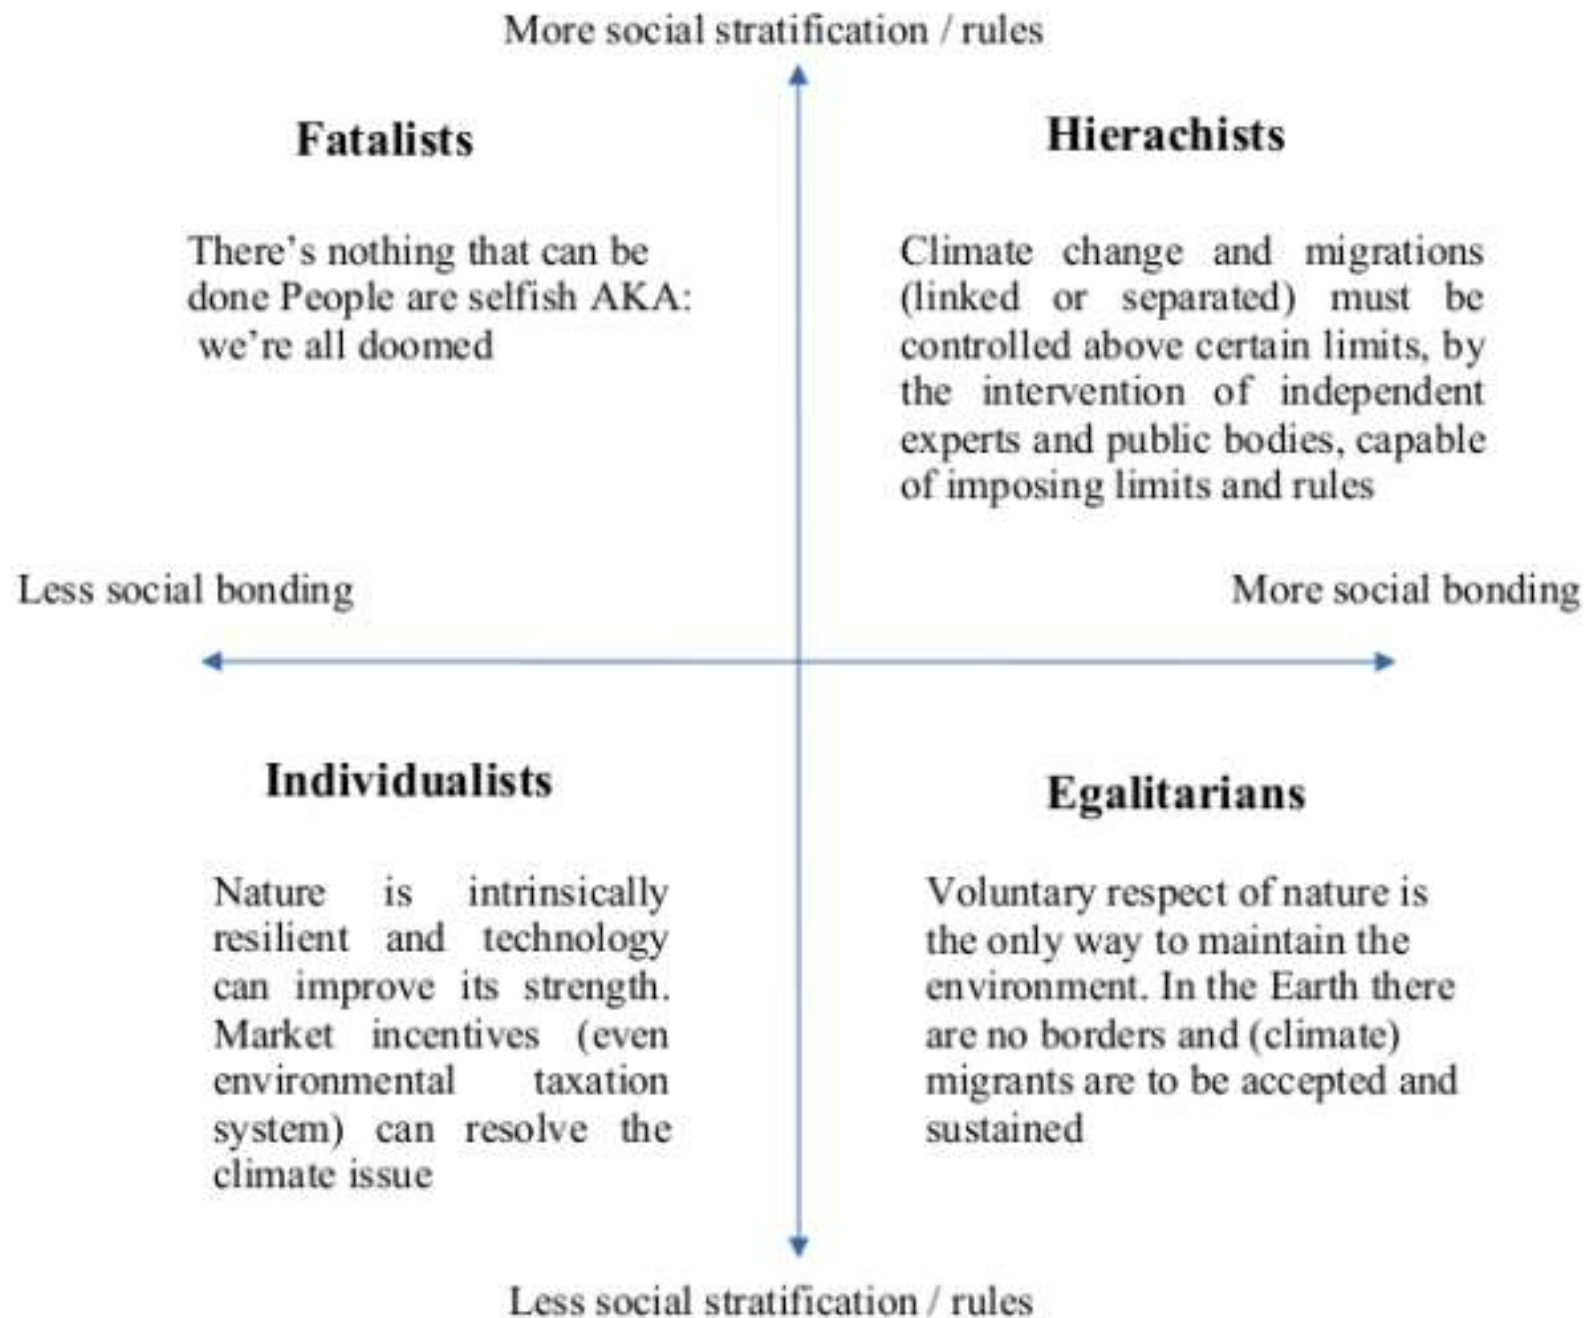 More social stratification / rules
Fatalists
There's nothing that can be
done People are selfish AKA:
we're all doomed
Hierachists
Climate change and migrations
(linked or separated) must be
controlled above certain limits, by
the intervention of independent
experts and public bodies, capable
of imposing limits and rules
Less social bonding
More social bonding
Individualists
Nature is intrinsically
resilient and technology
can improve its strength.
Market incentives (even
environmental taxation
system) can resolve the
climate issue
Egalitarians
Voluntary respect of nature is
the only way to maintain the
environment. In the Earth there
are no borders and (climate)
migrants are to be accepted and
sustained
Less social stratification / rules